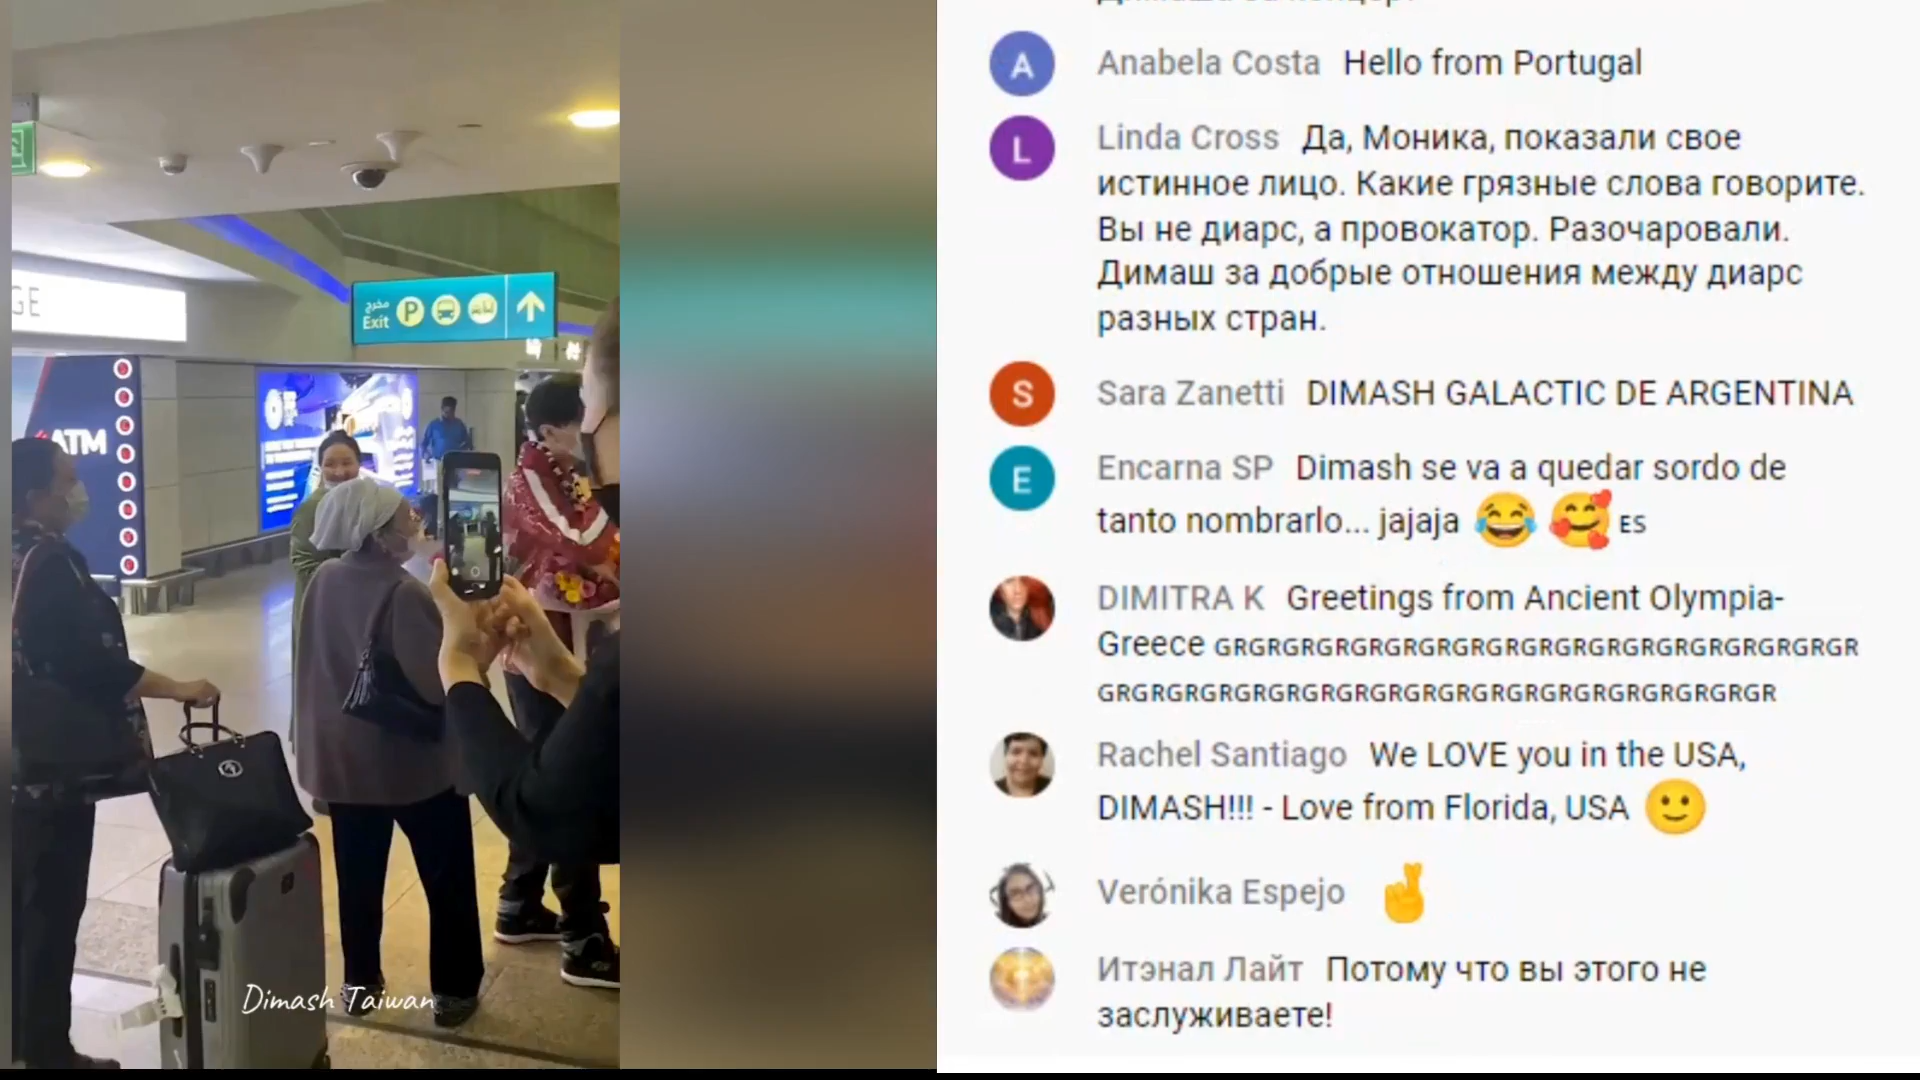 GE
مخرج
Exit
P
ATM
Dimash Taiwan
A
Anabela Costa Hello from Portugal
L
Linda Cross Да, Моника, показали свое
истинное лицо. Какие грязные слова говорите.
Вы не диарс, а провокатор. Разочаровали.
Димаш за добрые отношения между диарс
разных стран.
S
Sara Zanetti DIMASH GALACTIC DE ARGENTINA
E
Encarna SP Dimash se va a quedar sordo de
tanto nombrarlo... jajaja 😂 🥰 ES
DIMITRA K Greetings from Ancient Olympia-
Greece GRGRGRGRGRGRGRGRGRGRGRGRGRGRGRGRGRGRGR
GRGRGRGRGRGRGRGRGRGRGRGRGRGRGRGRGRGRGRGR
Rachel Santiago We LOVE you in the USA,
DIMASH!!! - Love from Florida, USA 🙂
Verónika Espejo 🤞
Итэнал Лайт Потому что вы этого не
заслуживаете!